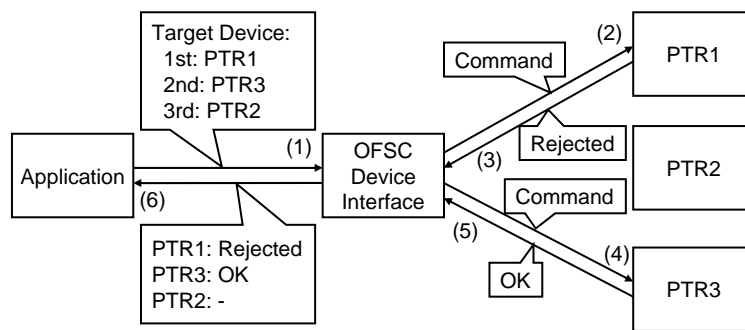 Target Device:
1st: PTR1
2nd: PTR3
3rd: PTR2
(2)
PTR1
Command
(1)
OFSC
Device
Interface
(3)
Rejected
Application
PTR2
(6)
Command
(5)
(4)
PTR1: Rejected
PTR3: OK
PTR2: -
OK
PTR3